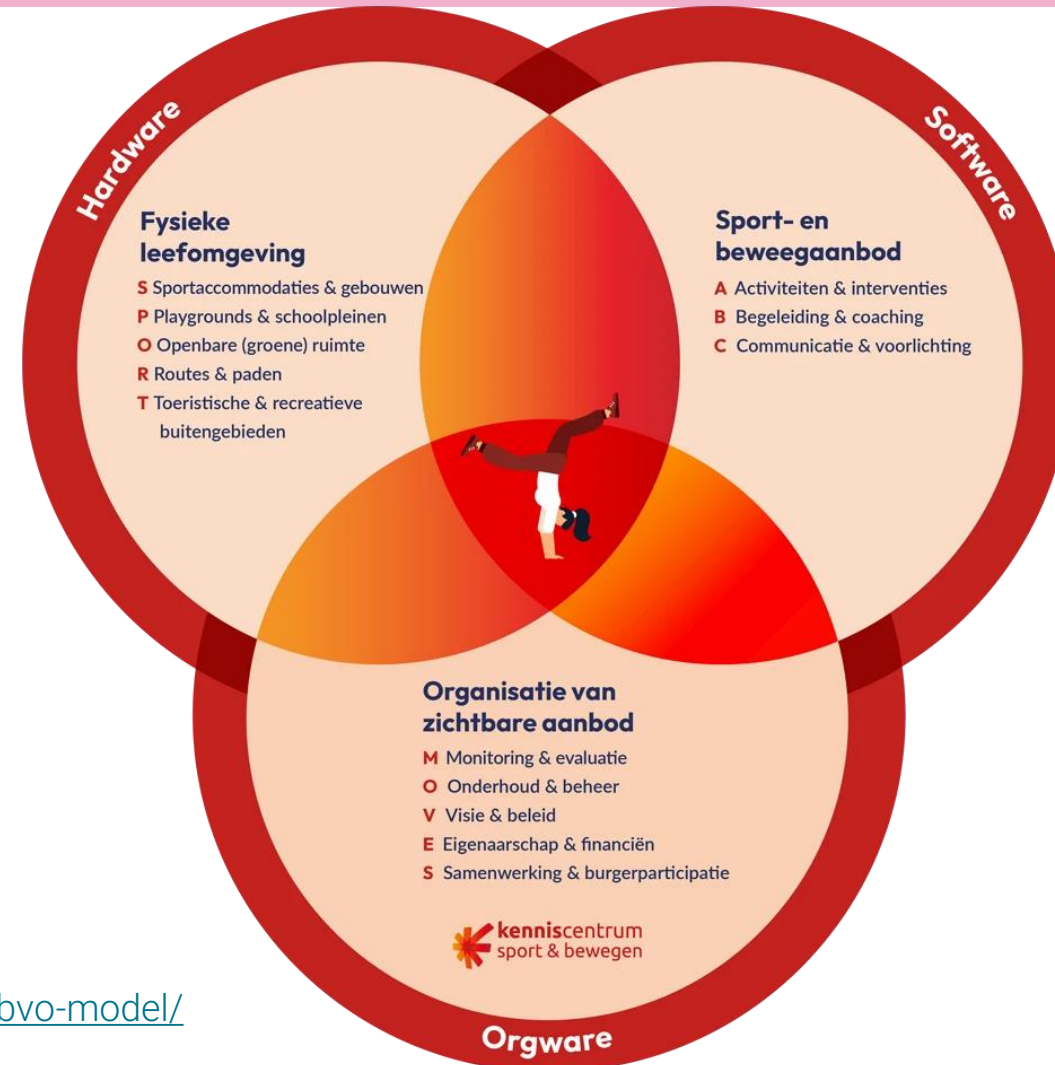 Hardware
Fysieke
leefomgeving
S Sportaccommodaties & gebouwen
P Playgrounds & schoolpleinen
O Openbare (groene) ruimte
R Routes & paden
T Toeristische & recreatieve
buitengebieden
Software
Sport- en
beweegaanbod
A Activiteiten & interventies
B Begeleiding & coaching
C Communicatie & voorlichting
Organisatie van
zichtbare aanbod
M Monitoring & evaluatie
O Onderhoud & beheer
V Visie & beleid
E Eigenaarschap & financiën
S Samenwerking & burgerparticipatie
kenniscentrum
sport & bewegen
bvo-model/
Orgware